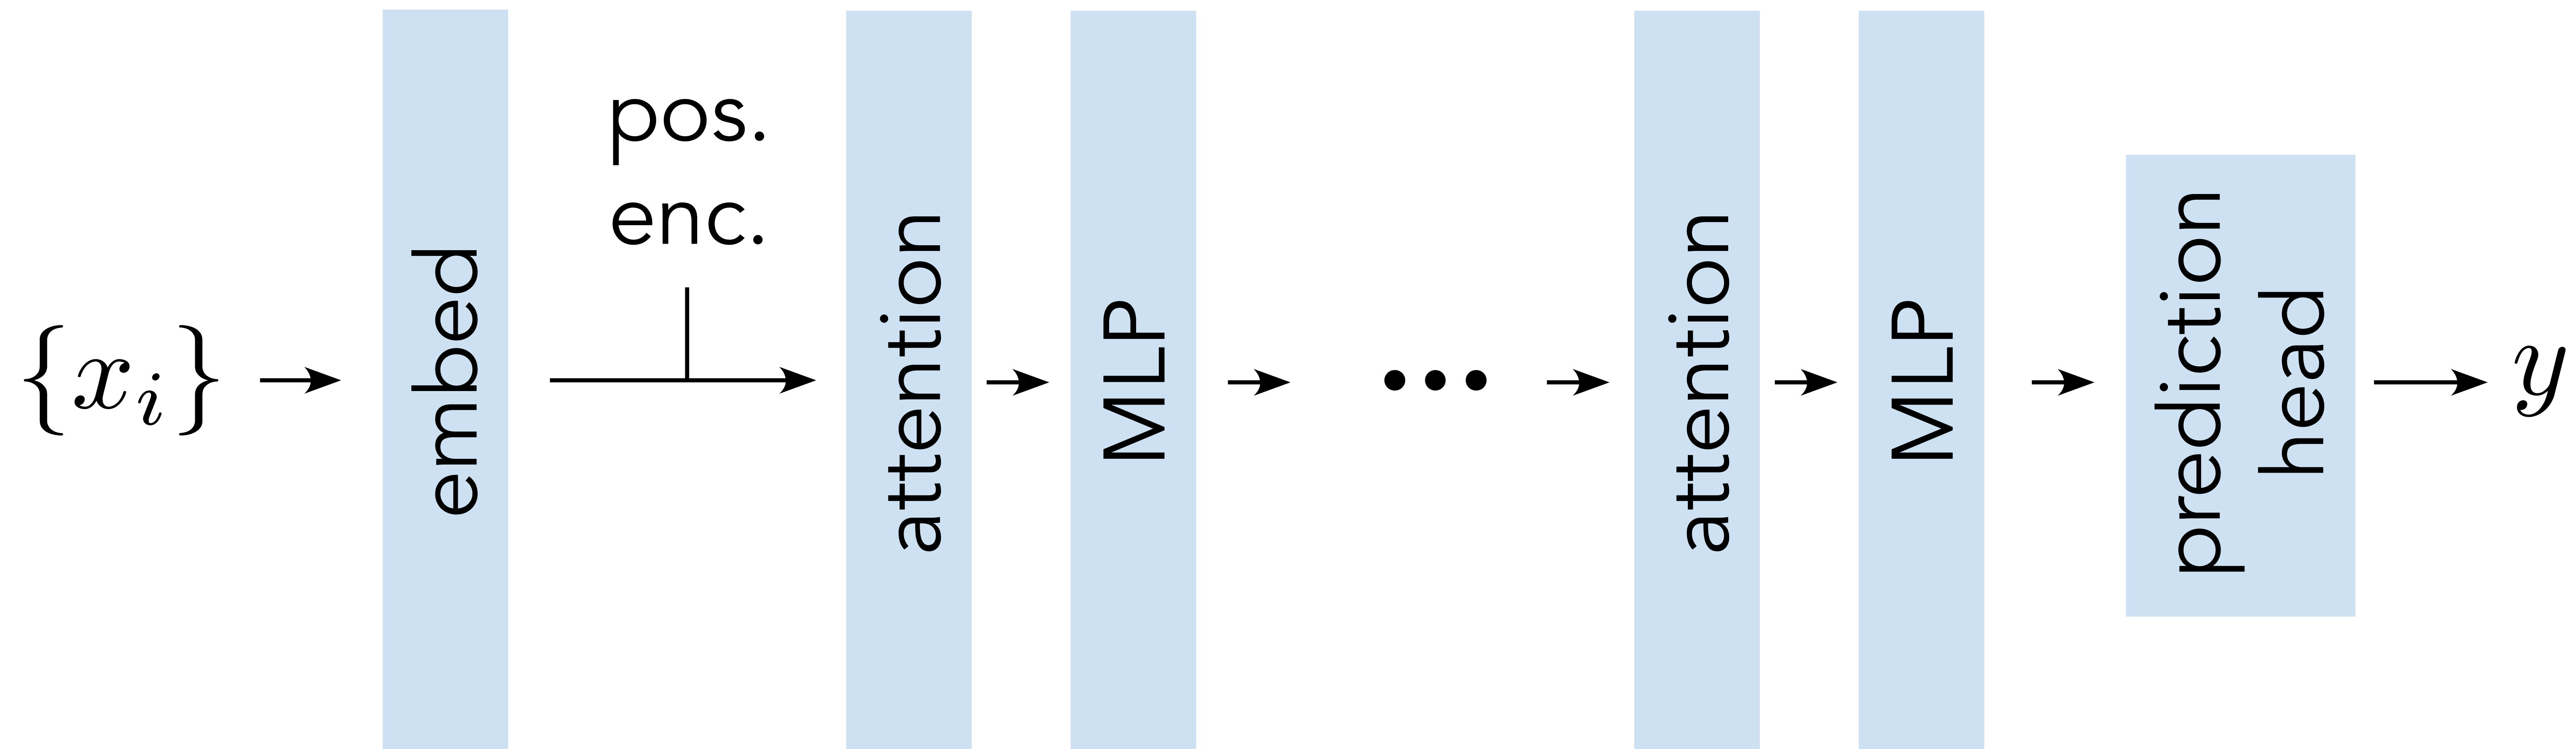 {x_i}
embed
pos.
enc.
attention
MLP
•••
attention
MLP
prediction
head
y